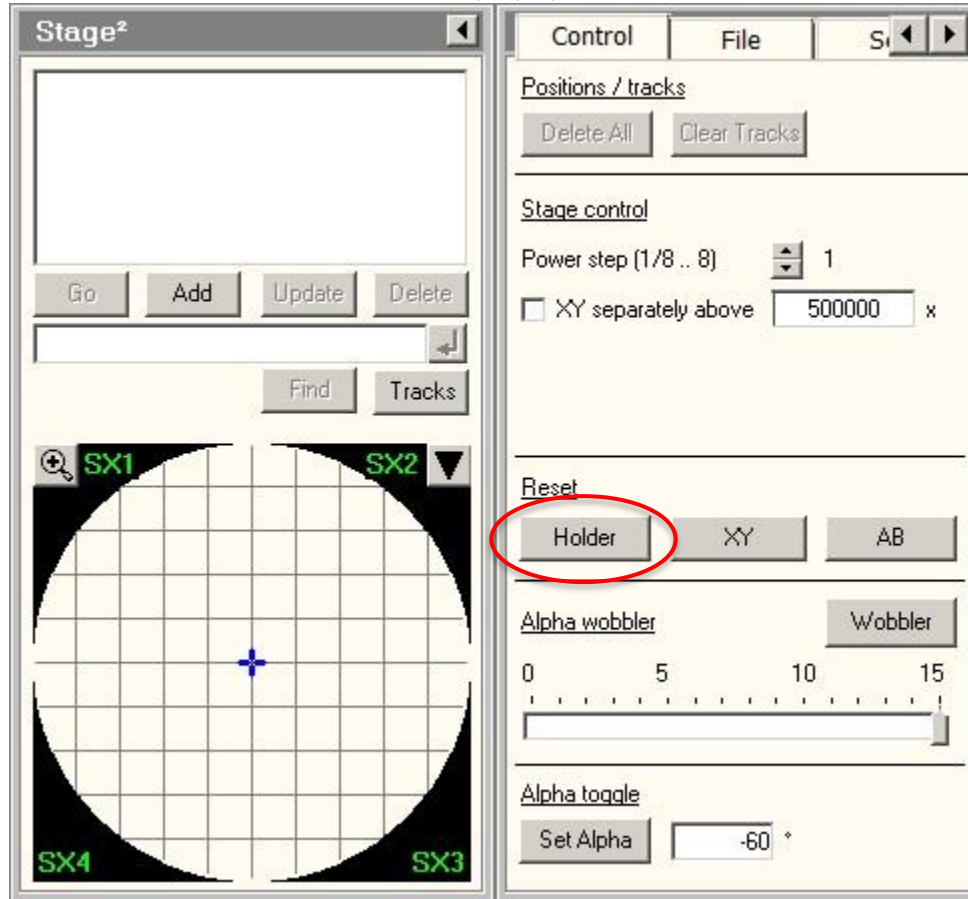 Stage²
Go Add Update Delete
Find Tracks
SX1 SX2
SX4 SX3
Control File
Positions / tracks
Delete All Clear Tracks
Stage control
Power step (1/8 .. 8) 1
XY separately above 500000 x
Reset
Holder XY AB
Alpha wobbler Wobbler
0 5 10 15
Alpha toggle
Set Alpha -60 °